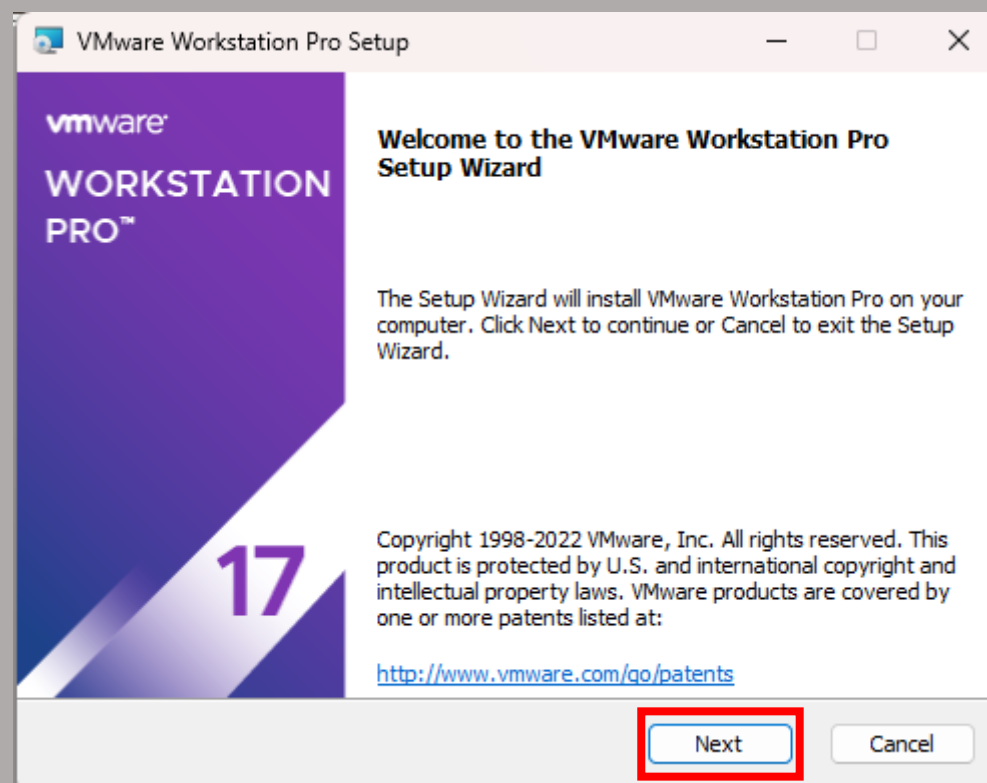 VMware Workstation Pro Setup
vmware
WORKSTATION
PRO™
17
Welcome to the VMware Workstation Pro
Setup Wizard
The Setup Wizard will install VMware Workstation Pro on your
computer. Click Next to continue or Cancel to exit the Setup
Wizard.
Copyright 1998-2022 VMware, Inc. All rights reserved. This
product is protected by U.S. and international copyright and
intellectual property laws. VMware products are covered by
one or more patents listed at:
http://www.vmware.com/go/patents
Next
Cancel